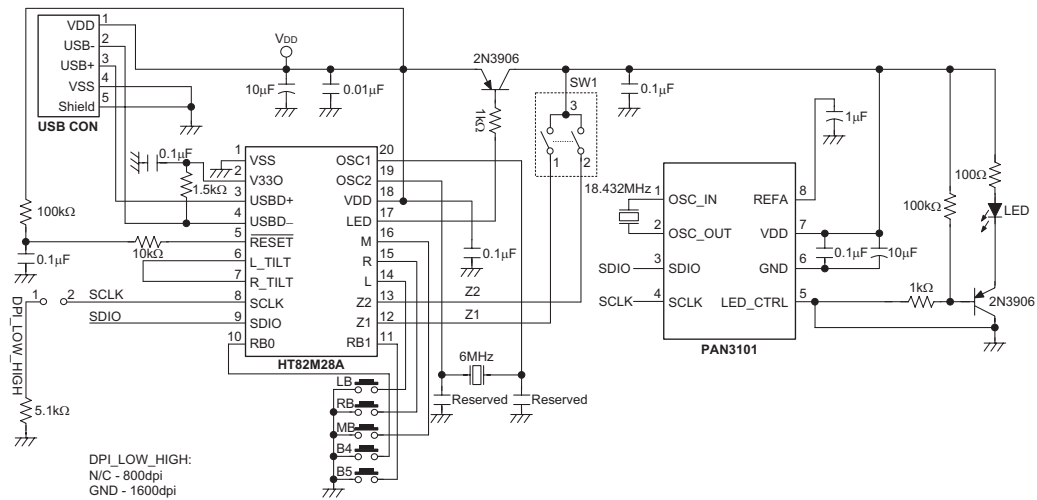 VDD 1
USB- 2
USB+ 3
VSS 4
Shield 5
USB CON
VDD
10μF
0.01μF
2N3906
1kΩ
SW1
3
1
2
0.1μF
0.1μF
1.5kΩ
100kΩ
10kΩ
0.1μF
1 VSS
2 V33O
3 USBD+
4 USBD–
5 RESET
6 L_TILT
7 R_TILT
8 SCLK
9 SDIO
10 RB0
OSC1 20
OSC2 19
VDD 18
LED 17
M 16
R 15
L 14
Z2 13
Z1 12
RB1 11
HT82M28A
SCLK
SDIO
1
2
DPI_LOW_HIGH
5.1kΩ
0.1μF
Z2
Z1
6MHz
Reserved
Reserved
LB
RB
MB
B4
B5
18.432MHz
1 OSC_IN
2 OSC_OUT
SDIO 3 SDIO
SCLK 4 SCLK
REFA 8
VDD 7
GND 6
LED_CTRL 5
PAN3101
1μF
0.1μF
10μF
100kΩ
100Ω
LED
1kΩ
2N3906
DPI_LOW_HIGH:
N/C - 800dpi
GND - 1600dpi